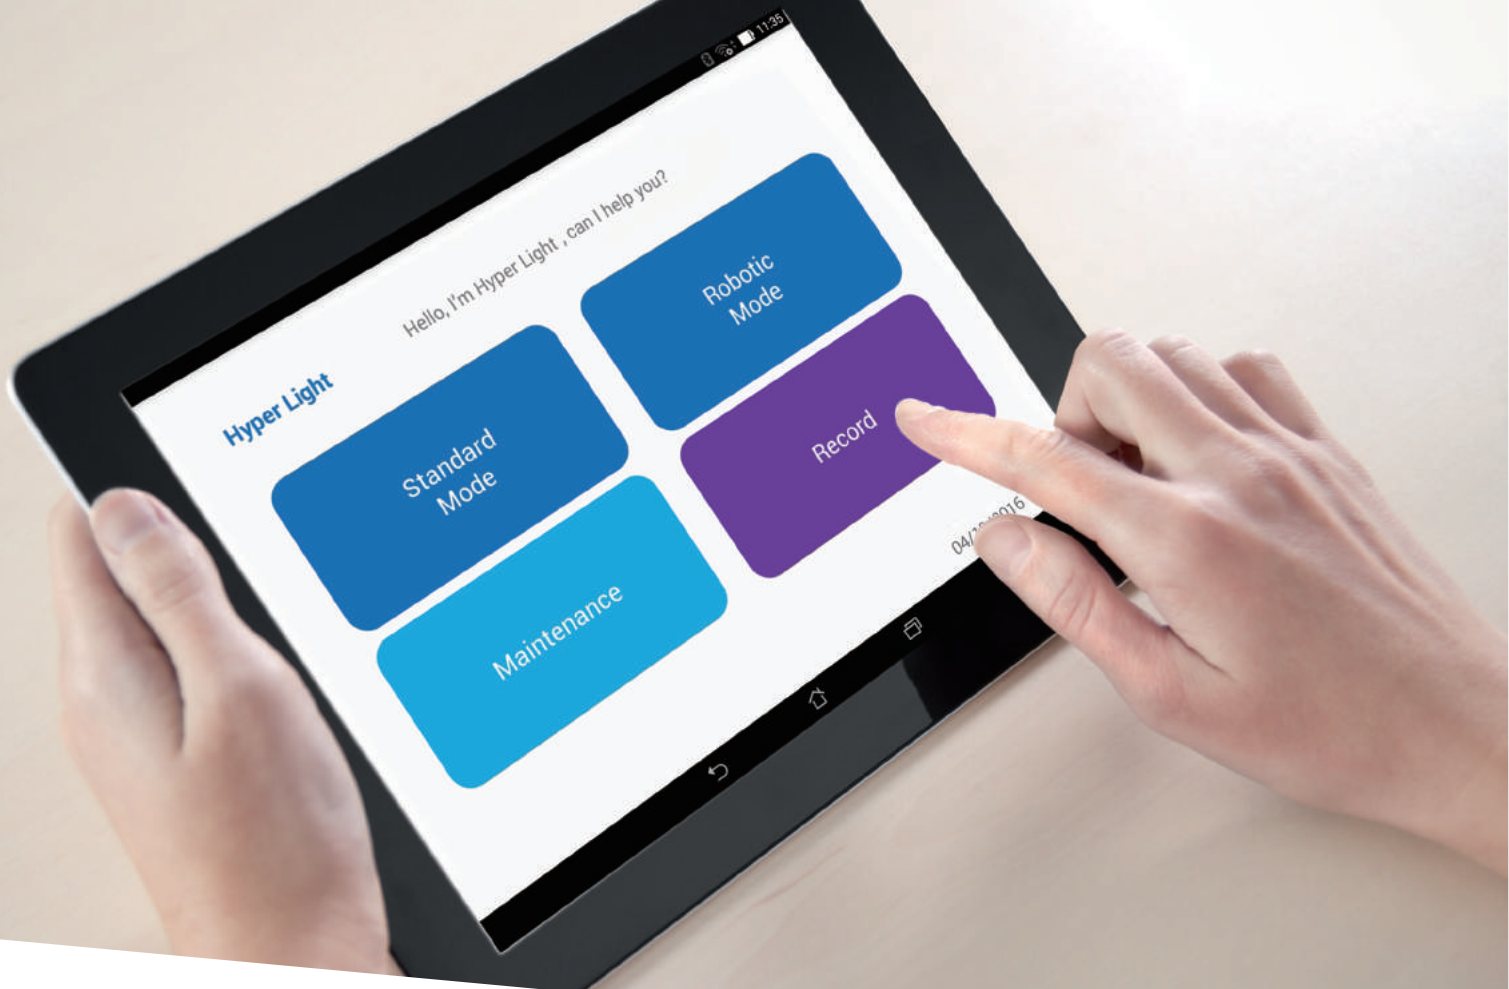 11:35
Hello, I'm Hyper Light , can I help you?
Hyper Light
Standard
Mode
Robotic
Mode
Maintenance
Record